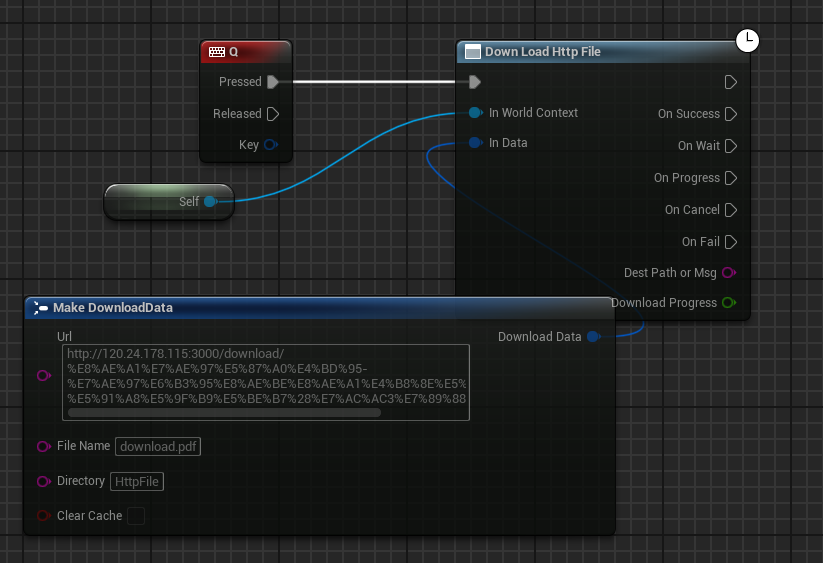 Q
Pressed
Released
Key
Self
Down Load Http File
In World Context
In Data
On Success
On Wait
On Progress
On Cancel
On Fail
Dest Path or Msg
Download Progress
Make DownloadData
Url
http://120.24.178.115:3000/download/
%E8%AE%A1%E7%AE%97%E5%87%A0%E4%BD%95-
%E7%AE%97%E6%B3%95%E8%AE%BE%E8%AE%A1%E4%B8%8E%E5%
%E5%91%A8%E5%9F%B9%E5%BE%B7%28%E7%AC%AC3%E7%89%88
File Name download.pdf
Directory HttpFile
Clear Cache
Download Data